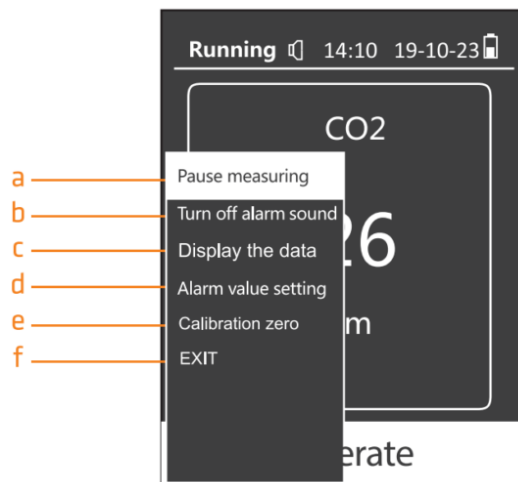 Running 14:10 19-10-23
CO2
a Pause measuring
b Turn off alarm sound
c Display the data 26
d Alarm value setting
e Calibration zero m
f EXIT
erate